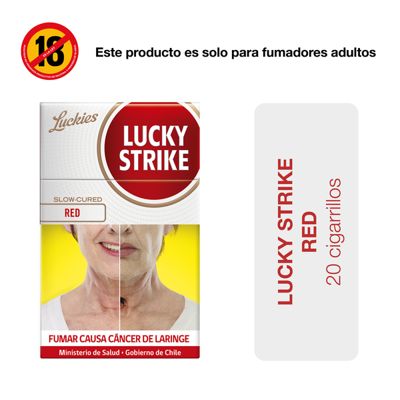 18
Este producto es solo para fumadores adultos
Luckies
LUCKY
STRIKE
SLOW-CURED
RED
FUMAR CAUSA CÁNCER DE LARINGE
Ministerio de Salud • Gobierno de Chile
LUCKY STRIKE
RED
20 cigarrillos